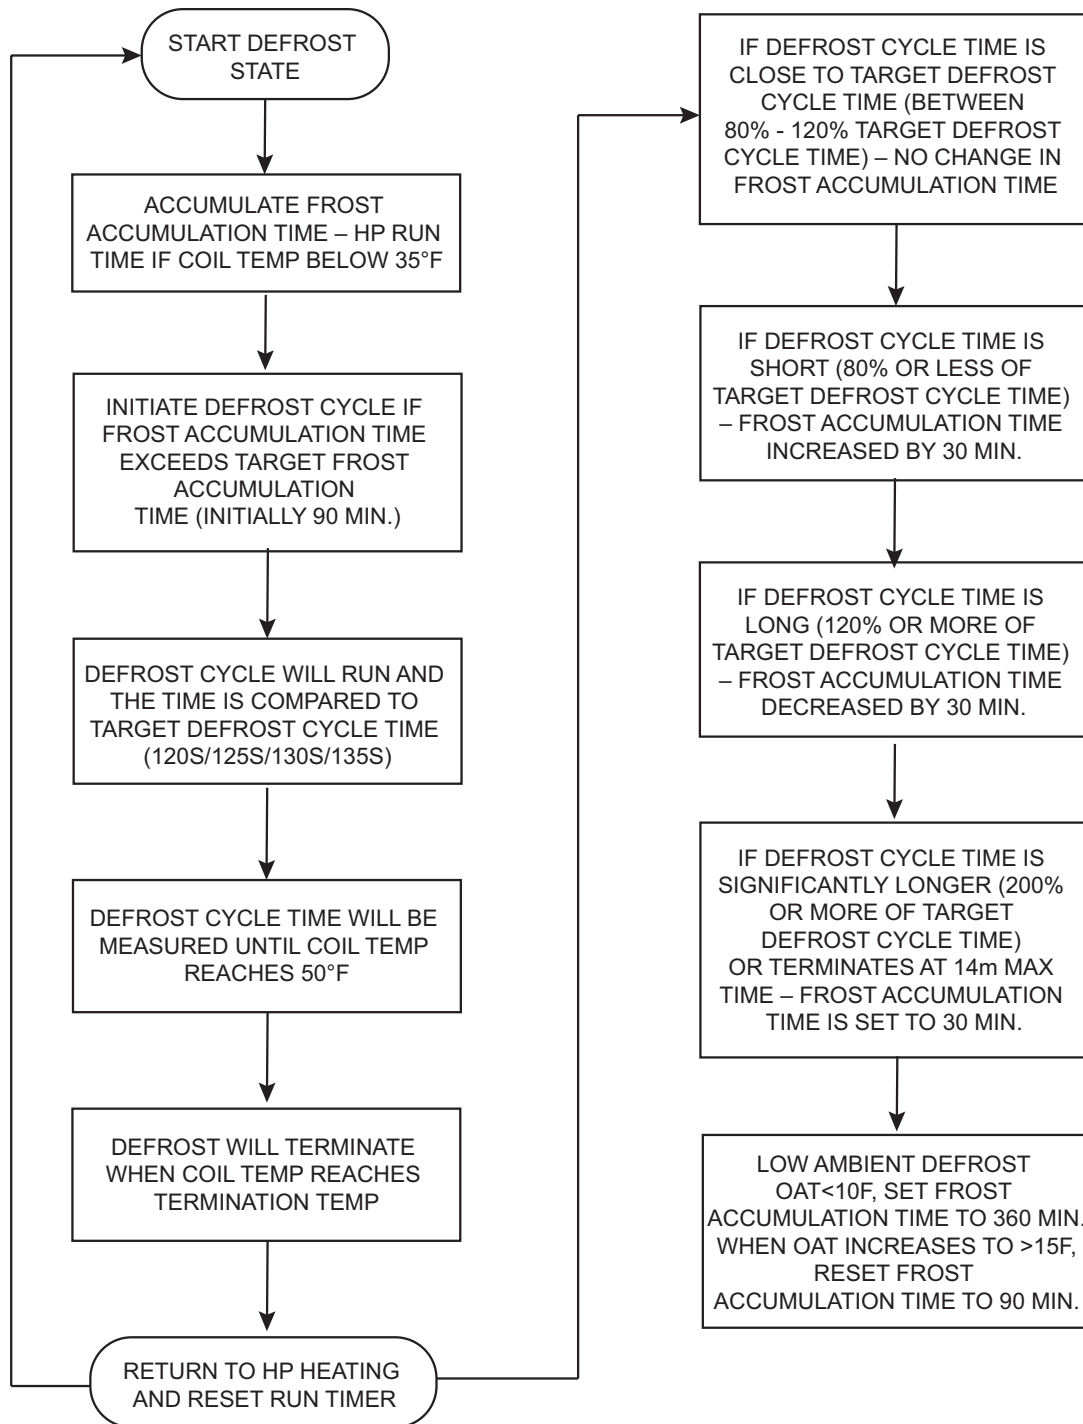 START DEFROST
STATE
ACCUMULATE FROST
ACCUMULATION TIME – HP RUN
TIME IF COIL TEMP BELOW 35°F
INITIATE DEFROST CYCLE IF
FROST ACCUMULATION TIME
EXCEEDS TARGET FROST
ACCUMULATION
TIME (INITIALLY 90 MIN.)
DEFROST CYCLE WILL RUN AND
THE TIME IS COMPARED TO
TARGET DEFROST CYCLE TIME
(120S/125S/130S/135S)
DEFROST CYCLE TIME WILL BE
MEASURED UNTIL COIL TEMP
REACHES 50°F
DEFROST WILL TERMINATE
WHEN COIL TEMP REACHES
TERMINATION TEMP
RETURN TO HP HEATING
AND RESET RUN TIMER
IF DEFROST CYCLE TIME IS
CLOSE TO TARGET DEFROST
CYCLE TIME (BETWEEN
80% - 120% TARGET DEFROST
CYCLE TIME) – NO CHANGE IN
FROST ACCUMULATION TIME
IF DEFROST CYCLE TIME IS
SHORT (80% OR LESS OF
TARGET DEFROST CYCLE TIME)
– FROST ACCUMULATION TIME
INCREASED BY 30 MIN.
IF DEFROST CYCLE TIME IS
LONG (120% OR MORE OF
TARGET DEFROST CYCLE TIME)
– FROST ACCUMULATION TIME
DECREASED BY 30 MIN.
IF DEFROST CYCLE TIME IS
SIGNIFICANTLY LONGER (200%
OR MORE OF TARGET
DEFROST CYCLE TIME)
OR TERMINATES AT 14m MAX
TIME – FROST ACCUMULATION
TIME IS SET TO 30 MIN.
LOW AMBIENT DEFROST
OAT<10F, SET FROST
ACCUMULATION TIME TO 360 MIN.
WHEN OAT INCREASES TO >15F,
RESET FROST
ACCUMULATION TIME TO 90 MIN.